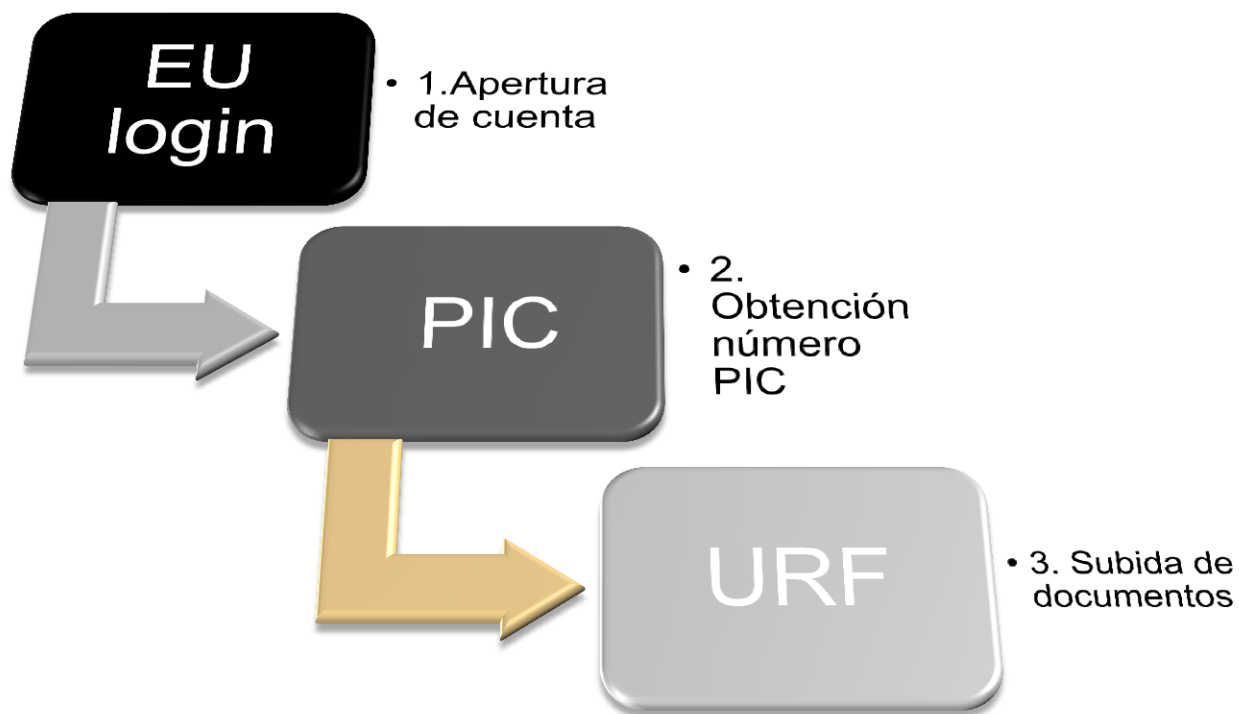 EU
login
• 1.Apertura
de cuenta
PIC
• 2.
Obtención
número
PIC
URF
• 3. Subida de
documentos